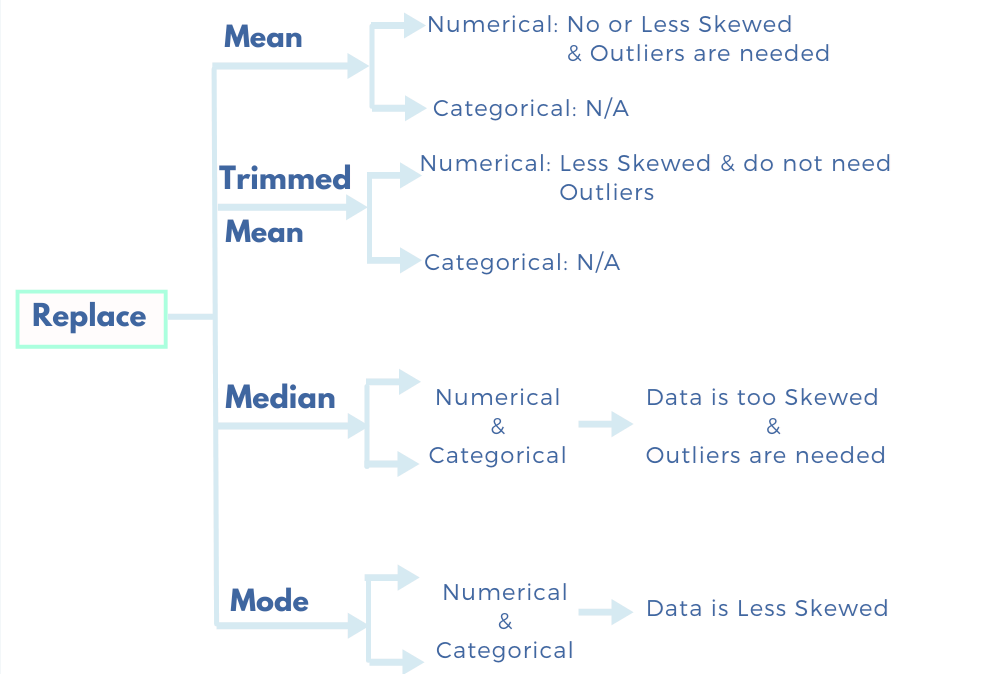 Mean
Numerical: No or Less Skewed
& Outliers are needed
Categorical: N/A
Trimmed
Mean
Numerical: Less Skewed & do not need
Outliers
Categorical: N/A
Replace
Median
Numerical
&
Categorical
Data is too Skewed
&
Outliers are needed
Mode
Numerical
&
Categorical
Data is Less Skewed